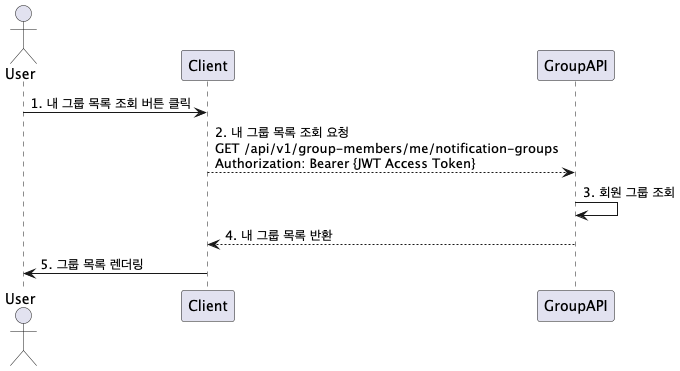 User
Client
GroupAPI
1. 내 그룹 목록 조회 버튼 클릭
2. 내 그룹 목록 조회 요청
GET /api/v1/group-members/me/notification-groups
Authorization: Bearer {JWT Access Token}
3. 회원 그룹 조회
4. 내 그룹 목록 반환
5. 그룹 목록 렌더링
User
Client
GroupAPI